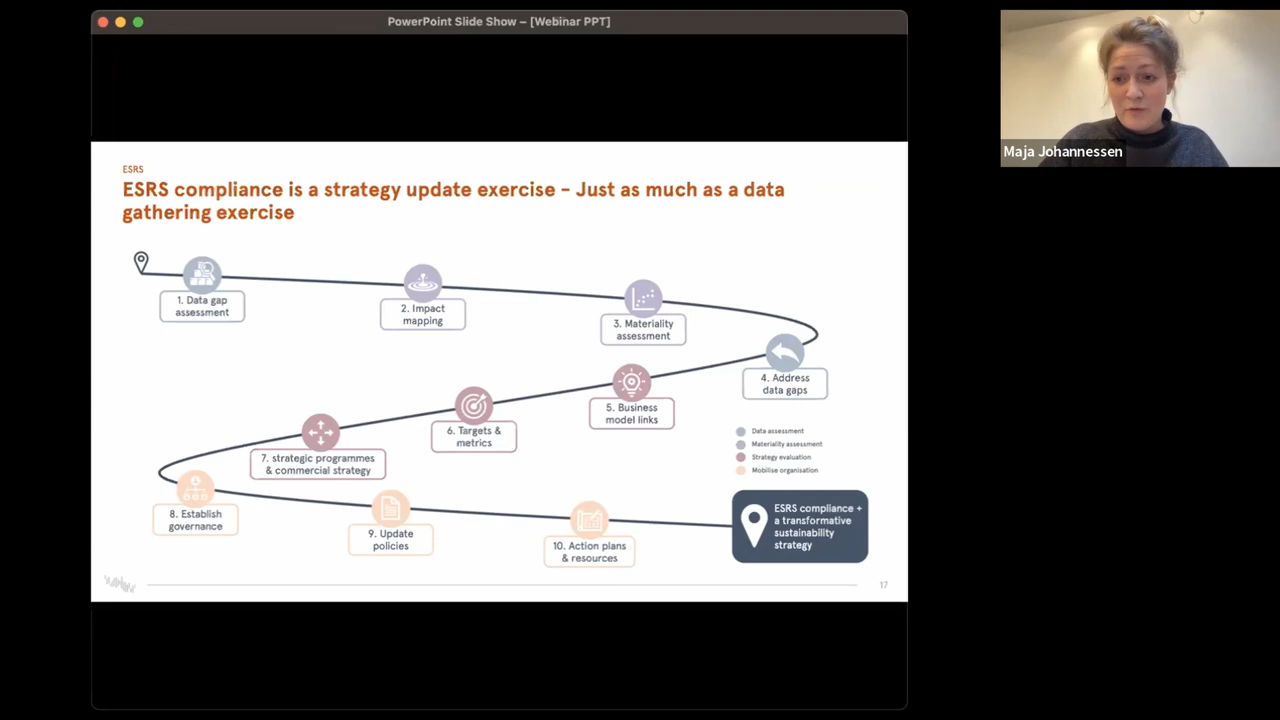 PowerPoint Slide Show – [Webinar PPT]
Maja Johannessen
ESRS
ESRS compliance is a strategy update exercise - Just as much as a data
gathering exercise
1. Data gap
assessment
2. Impact
mapping
3. Materiality
assessment
4. Address
data gaps
5. Business
model links
6. Targets &
metrics
7. strategic programmes
& commercial strategy
Data assessment
Materiality assessment
Strategy evaluation
Mobilise organisation
8. Establish
governance
9. Update
policies
10. Action plans
& resources
ESRS compliance +
a transformative
sustainability
strategy
17